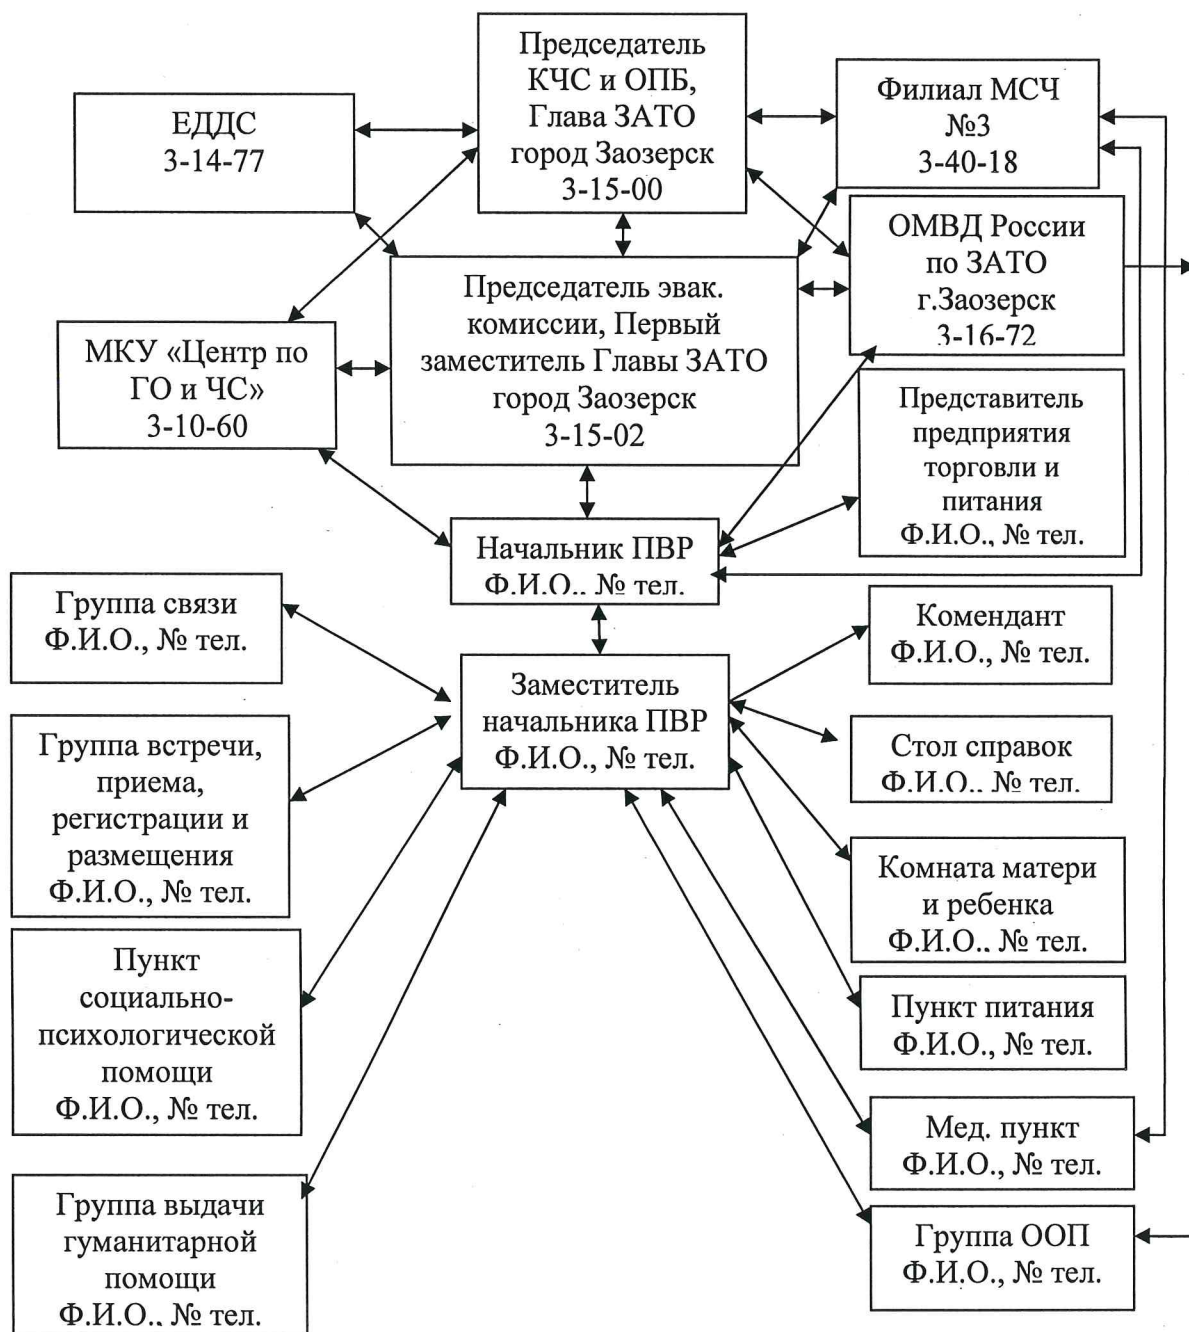 Председатель
КЧС и ОПБ,
Глава ЗАТО
город Заозерск
3-15-00
ЕДДС
3-14-77
Филиал МСЧ
№3
3-40-18
ОМВД России
по ЗАТО
г.Заозерск
3-16-72
Председатель эвак.
комиссии, Первый
заместитель Главы ЗАТО
город Заозерск
3-15-02
МКУ «Центр по
ГО и ЧС»
3-10-60
Представитель
предприятия
торговли и
питания
Ф.И.О., № тел.
Начальник ПВР
Ф.И.О., № тел.
Группа связи
Ф.И.О., № тел.
Комендант
Ф.И.О., № тел.
Заместитель
начальника ПВР
Ф.И.О., № тел.
Группа встречи,
приема,
регистрации и
размещения
Ф.И.О., № тел.
Стол справок
Ф.И.О., № тел.
Комната матери
и ребенка
Ф.И.О., № тел.
Пункт
социально-
психологической
помощи
Ф.И.О., № тел.
Пункт питания
Ф.И.О., № тел.
Мед. пункт
Ф.И.О., № тел.
Группа выдачи
гуманитарной
помощи
Ф.И.О., № тел.
Группа ООП
Ф.И.О., № тел.